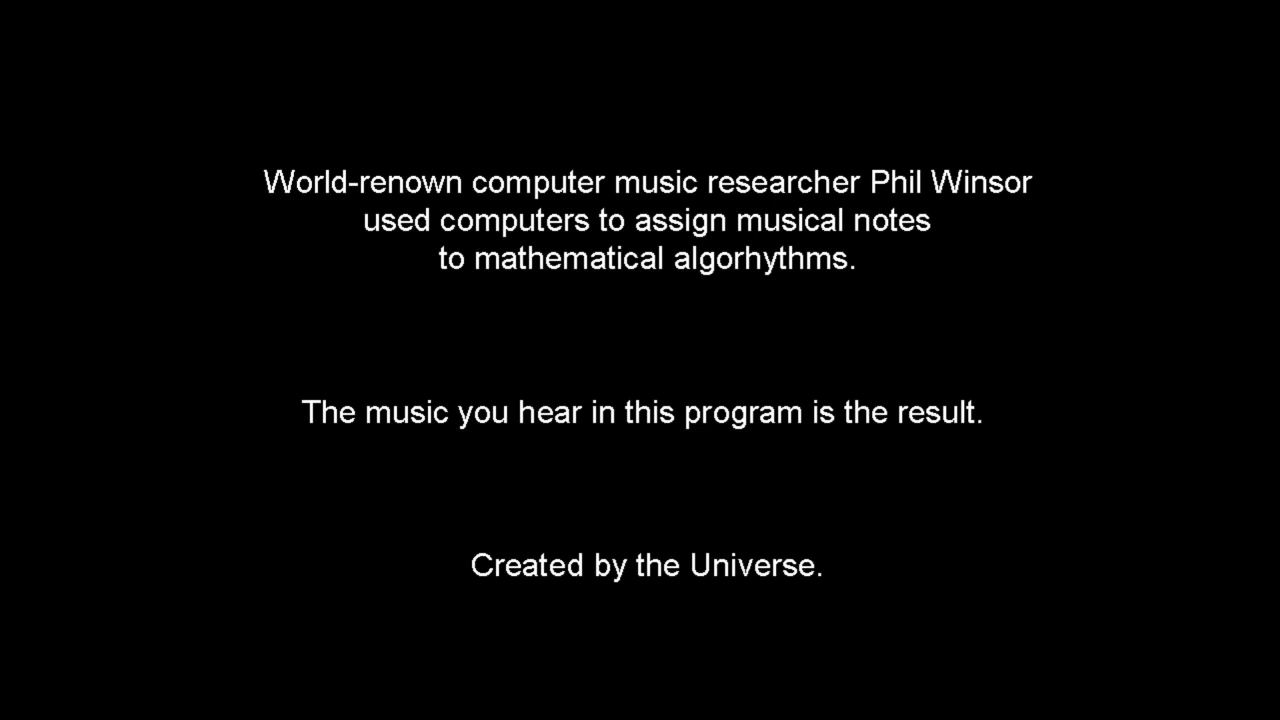 World-renown computer music researcher Phil Winsor
used computers to assign musical notes
to mathematical algorhythms.
The music you hear in this program is the result.
Created by the Universe.